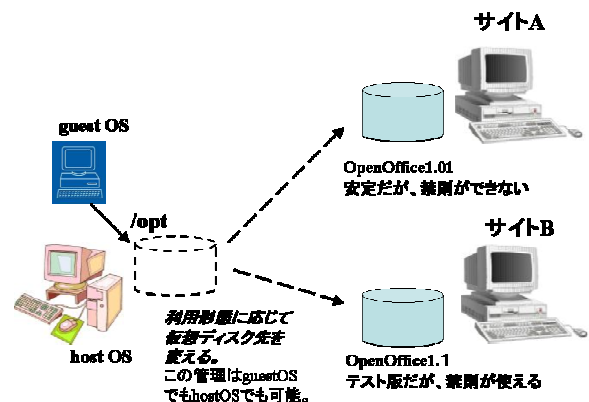 サイトA
guest OS
OpenOffice1.01
安定だが、禁則ができない
/opt
サイトB
host OS
利用形態に応じて
仮想ディスク先を
変える。
この管理はguestOS
でもhostOSでも可能。
OpenOffice1.1
テスト版だが、禁則が使える